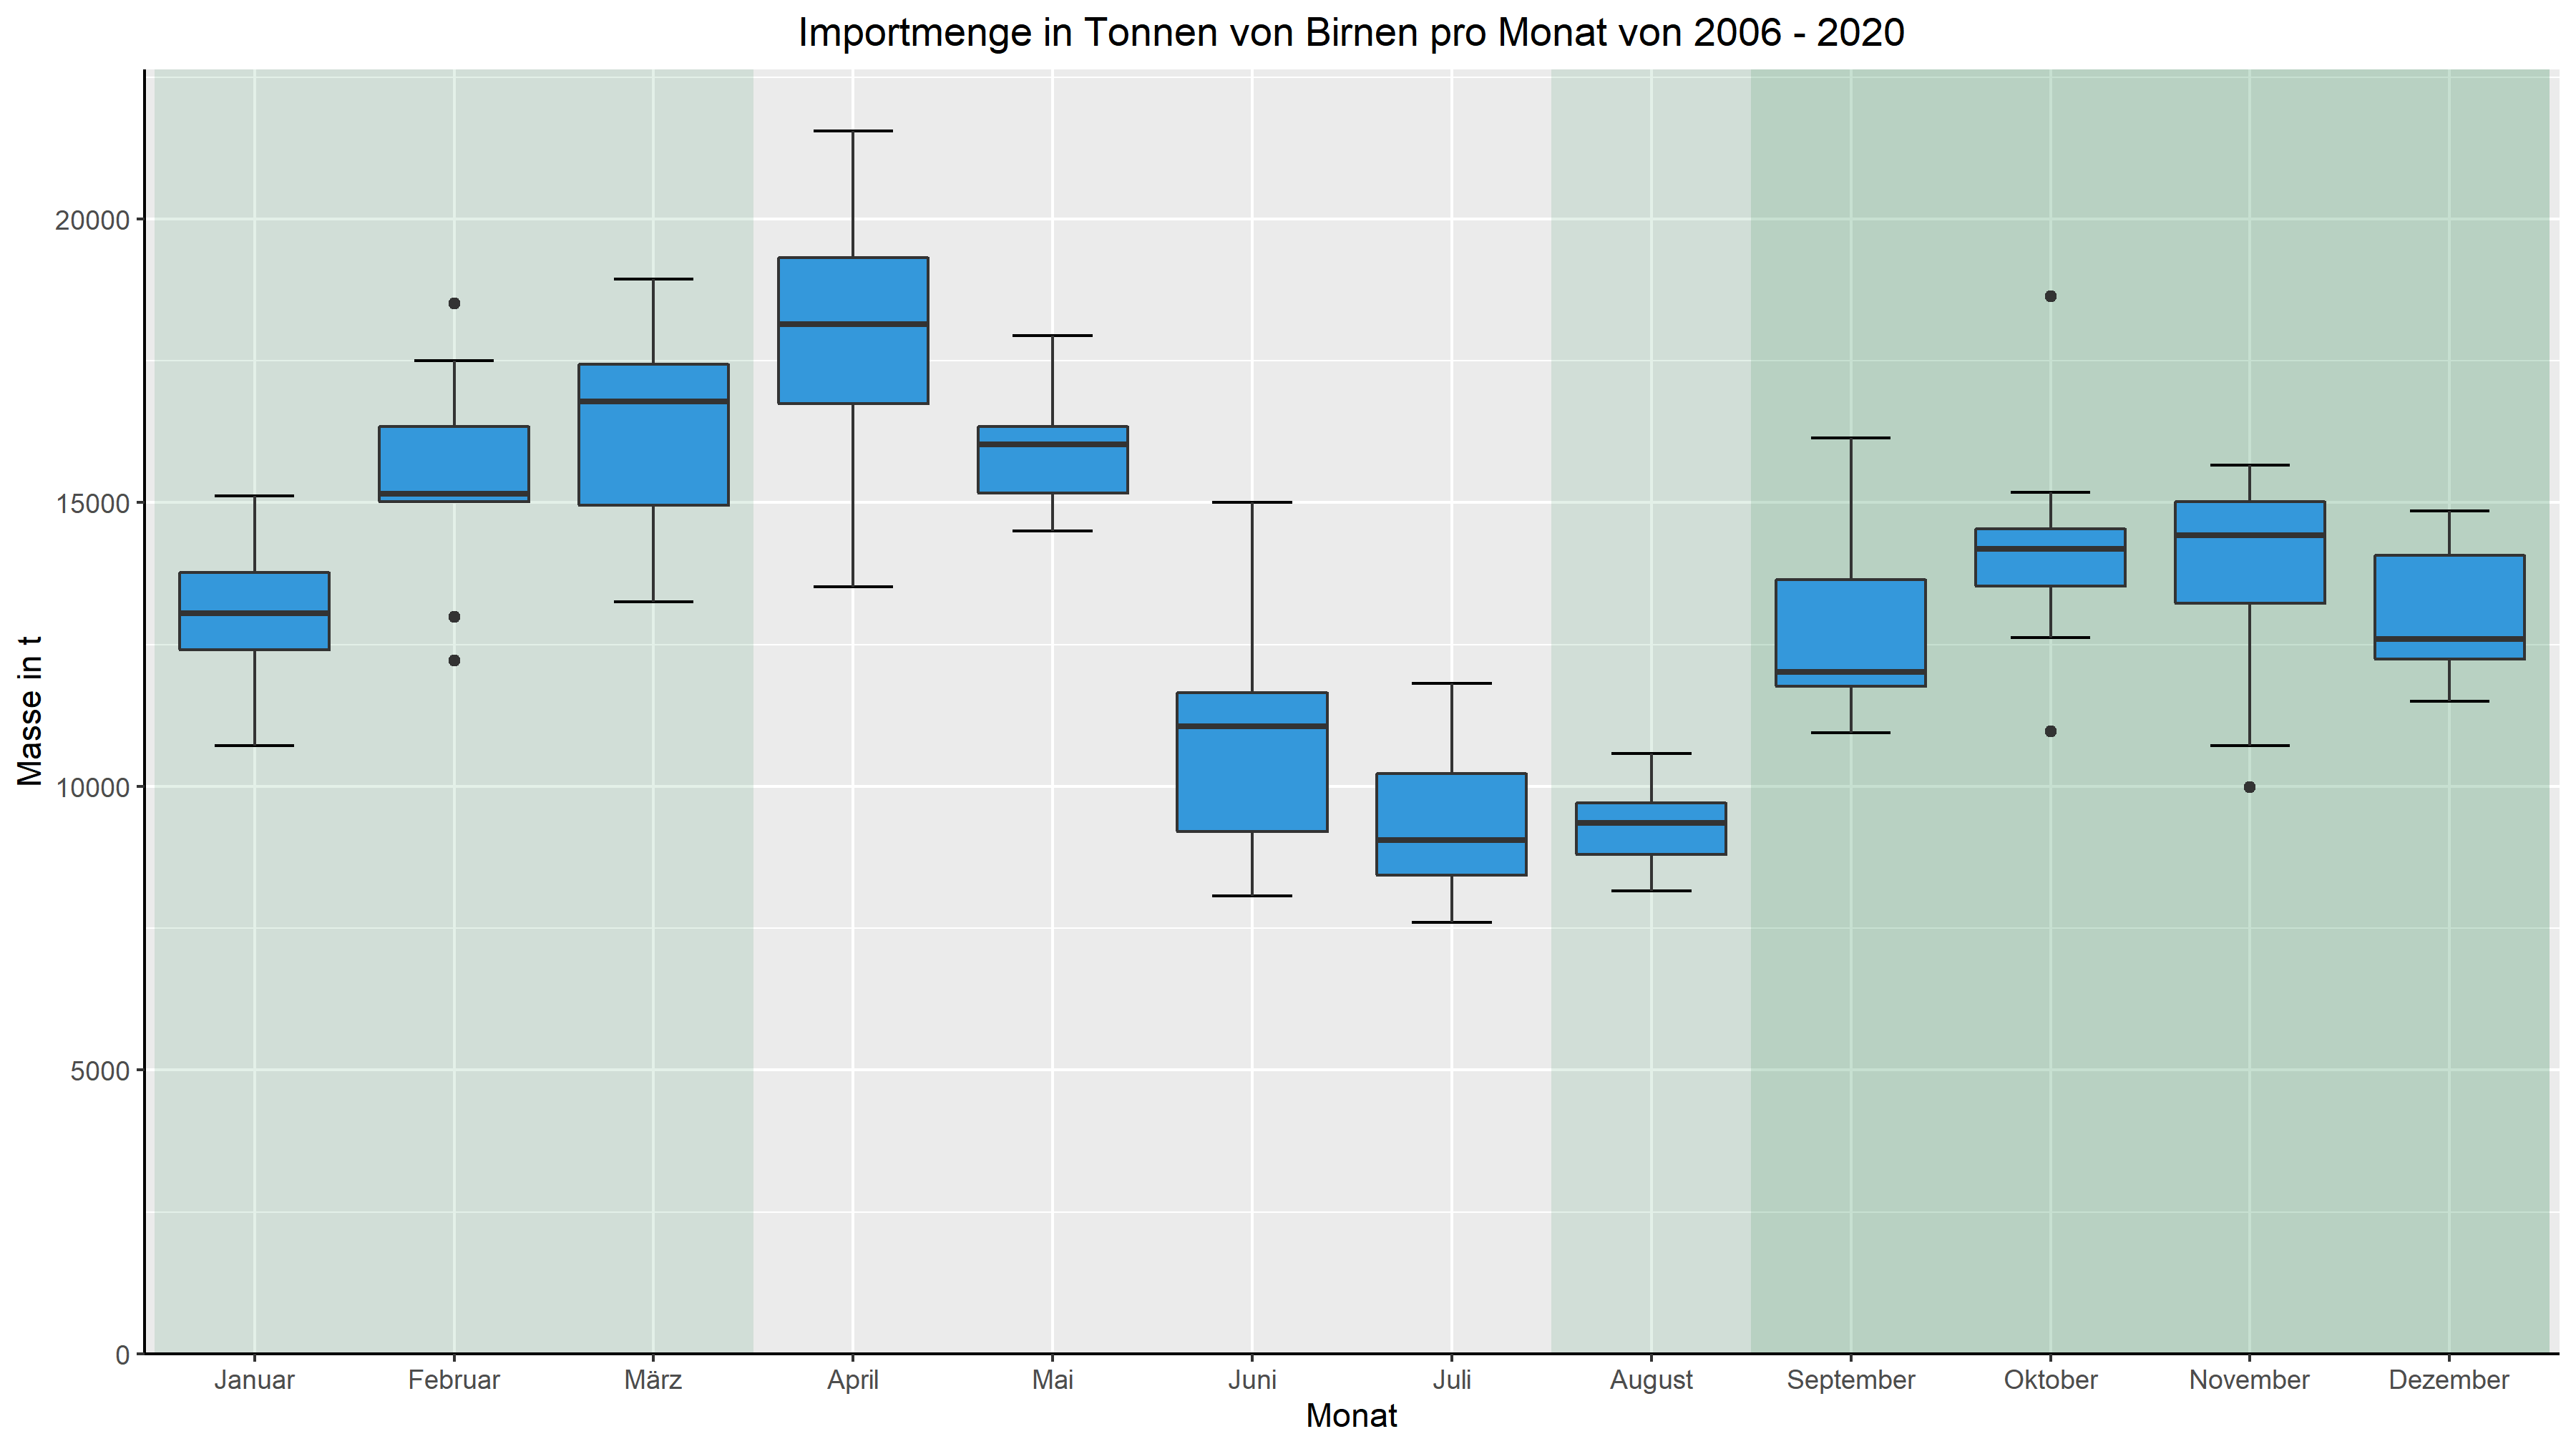 Importmenge in Tonnen von Birnen pro Monat von 2006 - 2020
Masse in t
20000
15000
10000
5000
0
Januar Februar März April Mai Juni Juli August September Oktober November Dezember
Monat